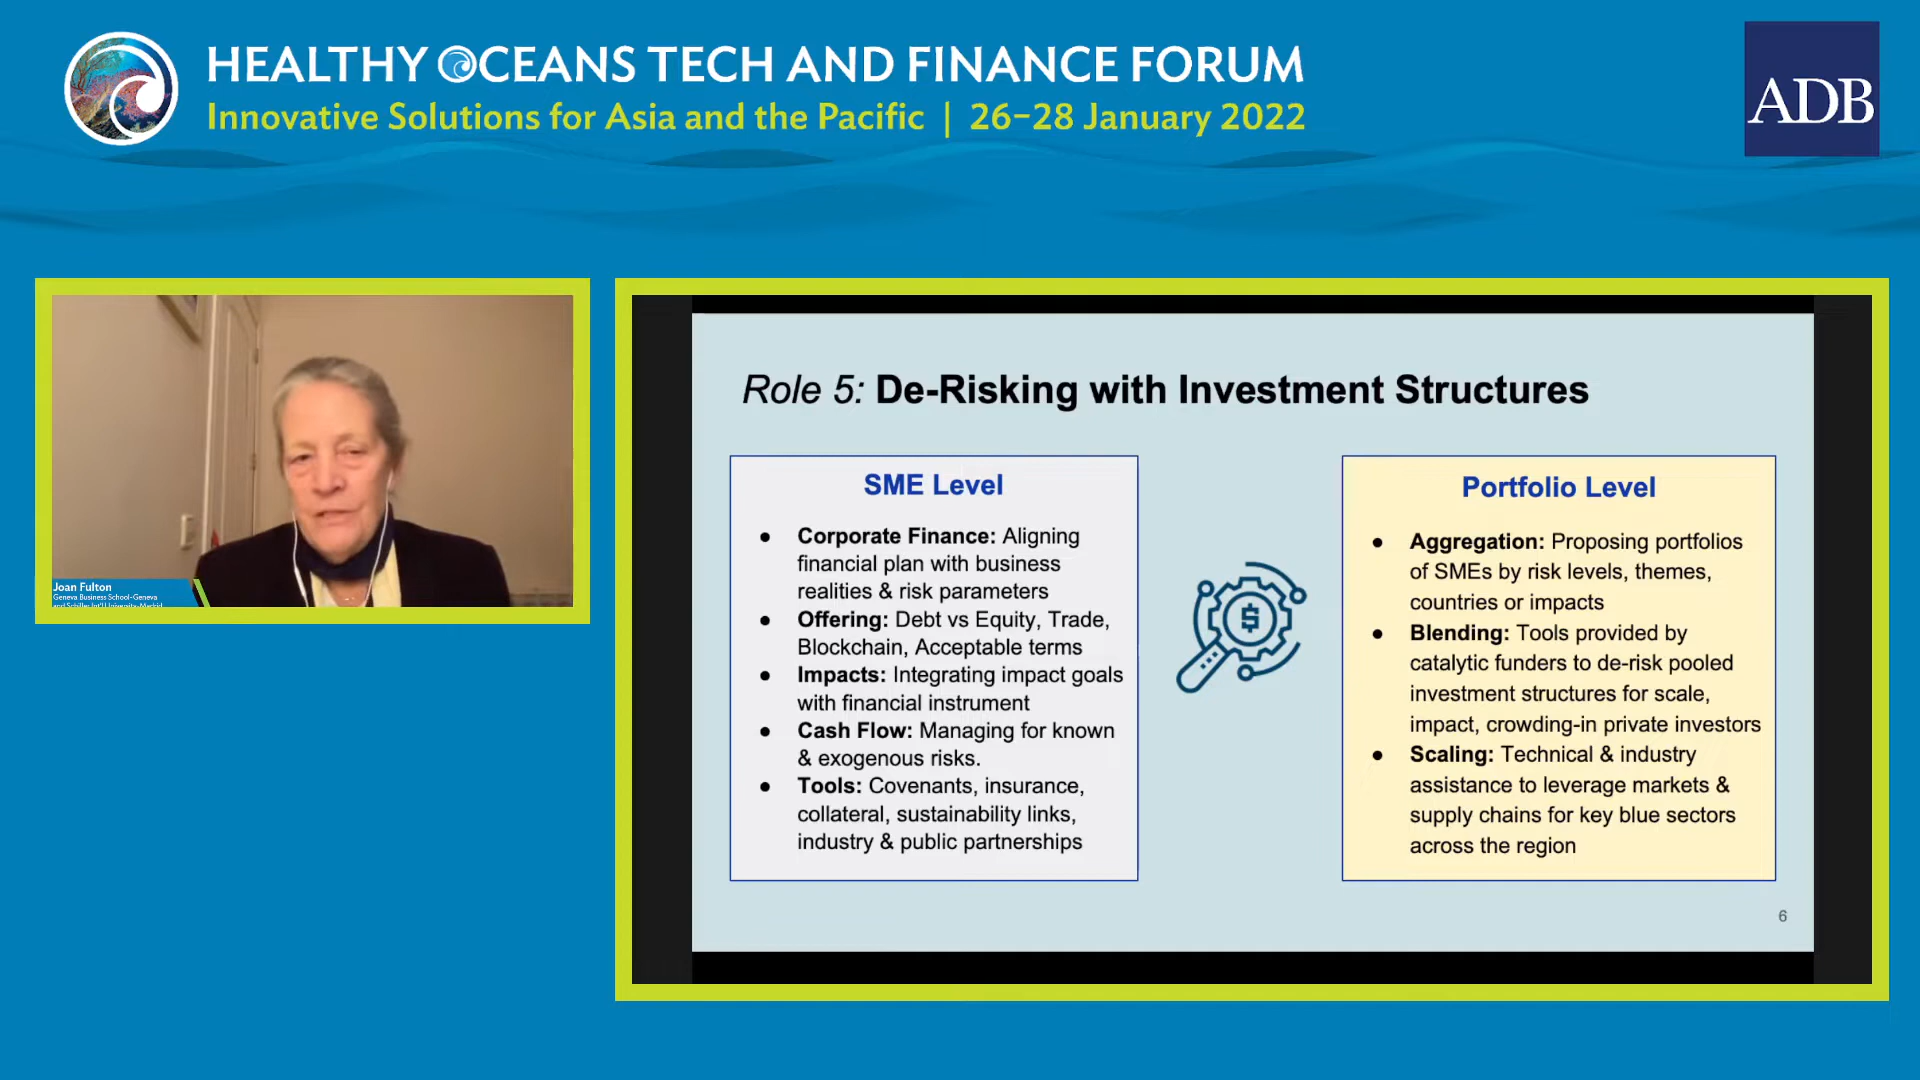 HEALTHY OCEANS TECH AND FINANCE FORUM
Innovative Solutions for Asia and the Pacific | 26–28 January 2022
ADB
Joan Fulton
Geneva Business School-Geneva
and Schiller Int'l University-Madrid
Role 5: De-Risking with Investment Structures
SME Level
● Corporate Finance: Aligning
financial plan with business
realities & risk parameters
● Offering: Debt vs Equity, Trade,
Blockchain, Acceptable terms
● Impacts: Integrating impact goals
with financial instrument
● Cash Flow: Managing for known
& exogenous risks.
● Tools: Covenants, insurance,
collateral, sustainability links,
industry & public partnerships
$
Portfolio Level
● Aggregation: Proposing portfolios
of SMEs by risk levels, themes,
countries or impacts
● Blending: Tools provided by
catalytic funders to de-risk pooled
investment structures for scale,
impact, crowding-in private investors
● Scaling: Technical & industry
assistance to leverage markets &
supply chains for key blue sectors
across the region
6